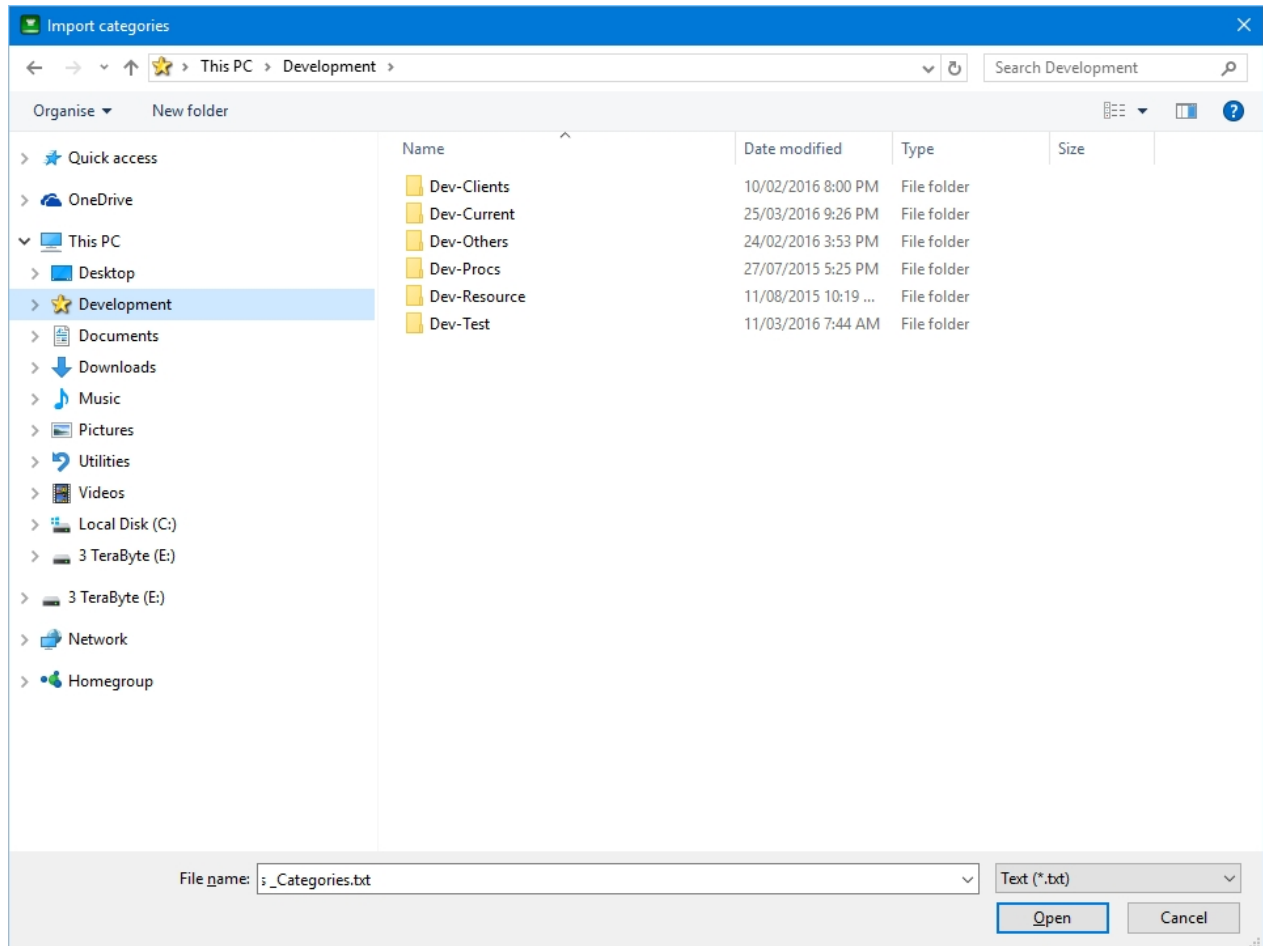 Import categories
This PC > Development >
Search Development
Organise
New folder
Quick access
OneDrive
This PC
Desktop
Development
Documents
Downloads
Music
Pictures
Utilities
Videos
Local Disk (C:)
3 TeraByte (E:)
3 TeraByte (E:)
Network
Homegroup
Name Date modified Type Size
Dev-Clients 10/02/2016 8:00 PM File folder
Dev-Current 25/03/2016 9:26 PM File folder
Dev-Others 24/02/2016 3:53 PM File folder
Dev-Procs 27/07/2015 5:25 PM File folder
Dev-Resource 11/08/2015 10:19 ... File folder
Dev-Test 11/03/2016 7:44 AM File folder
File name: _Categories.txt
Text (*.txt)
Open
Cancel